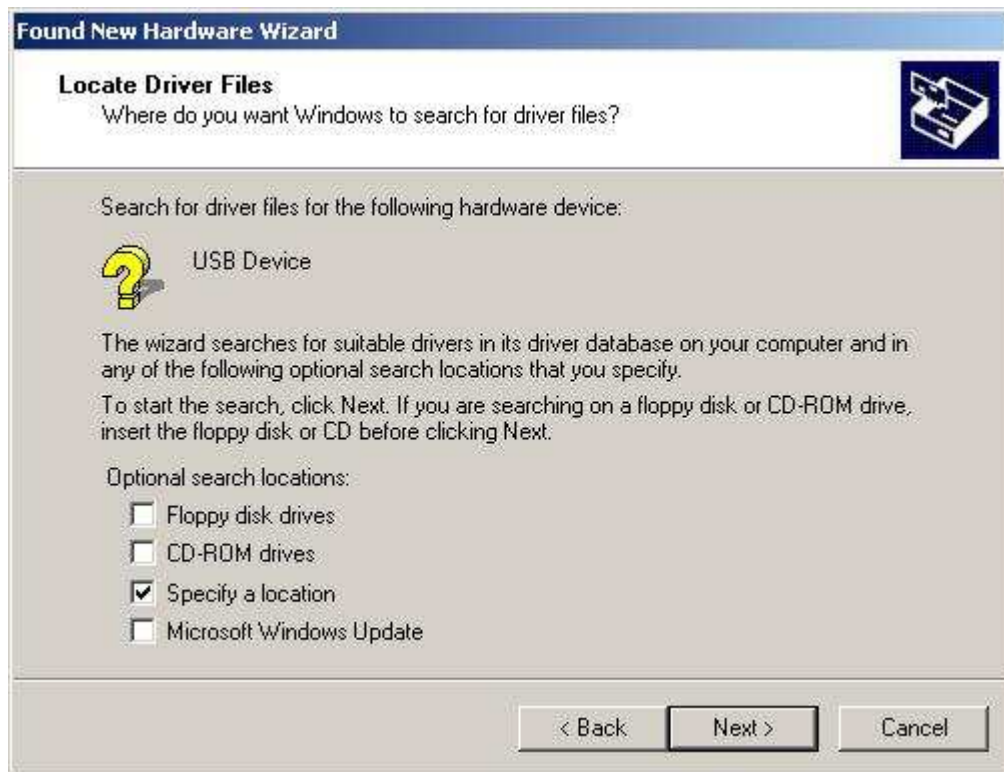 Found New Hardware Wizard
Locate Driver Files
Where do you want Windows to search for driver files?
Search for driver files for the following hardware device:
USB Device
The wizard searches for suitable drivers in its driver database on your computer and in
any of the following optional search locations that you specify.
To start the search, click Next. If you are searching on a floppy disk or CD-ROM drive,
insert the floppy disk or CD before clicking Next.
Optional search locations:
Floppy disk drives
CD-ROM drives
Specify a location
Microsoft Windows Update
< Back Next > Cancel